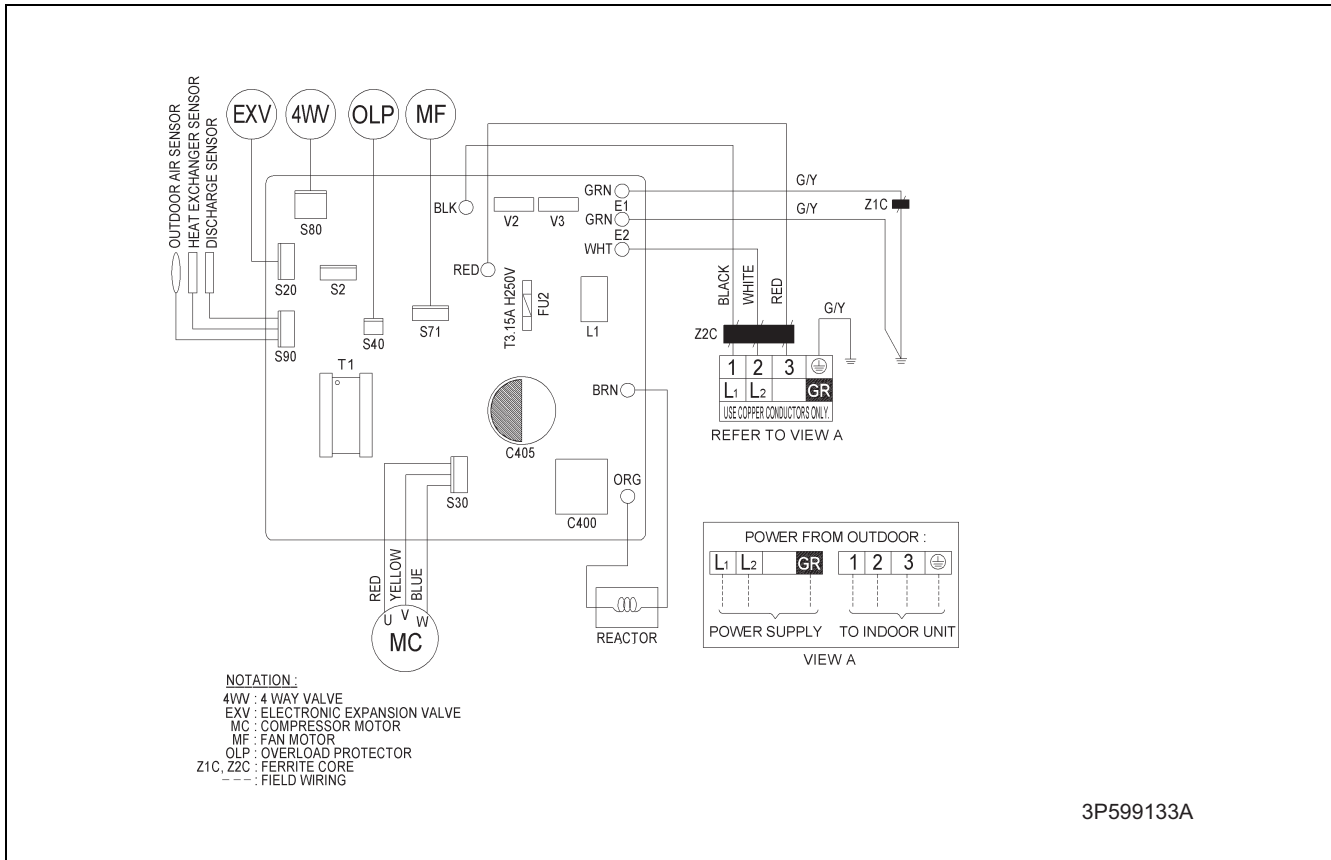 OUTDOOR AIR SENSOR
HEAT EXCHANGER SENSOR
DISCHARGE SENSOR
EXV
4WV
OLP
MF
S80
S20
S2
S90
S40
S71
T1
BLK
RED
V2
V3
T3.15A H250V
FU2
L1
GRN
E1
GRN
E2
WHT
G/Y
G/Y
Z1C
BLACK
WHITE
RED
G/Y
Z2C
1 2 3
L1 L2 GR
USE COPPER CONDUCTORS ONLY.
REFER TO VIEW A
BRN
C405
ORG
S30
C400
RED
YELLOW
BLUE
U V W
MC
REACTOR
POWER FROM OUTDOOR :
L1 L2 GR 1 2 3
POWER SUPPLY TO INDOOR UNIT
VIEW A
NOTATION :
4WV : 4 WAY VALVE
EXV : ELECTRONIC EXPANSION VALVE
MC : COMPRESSOR MOTOR
MF : FAN MOTOR
OLP : OVERLOAD PROTECTOR
Z1C, Z2C : FERRITE CORE
--- : FIELD WIRING
3P599133A